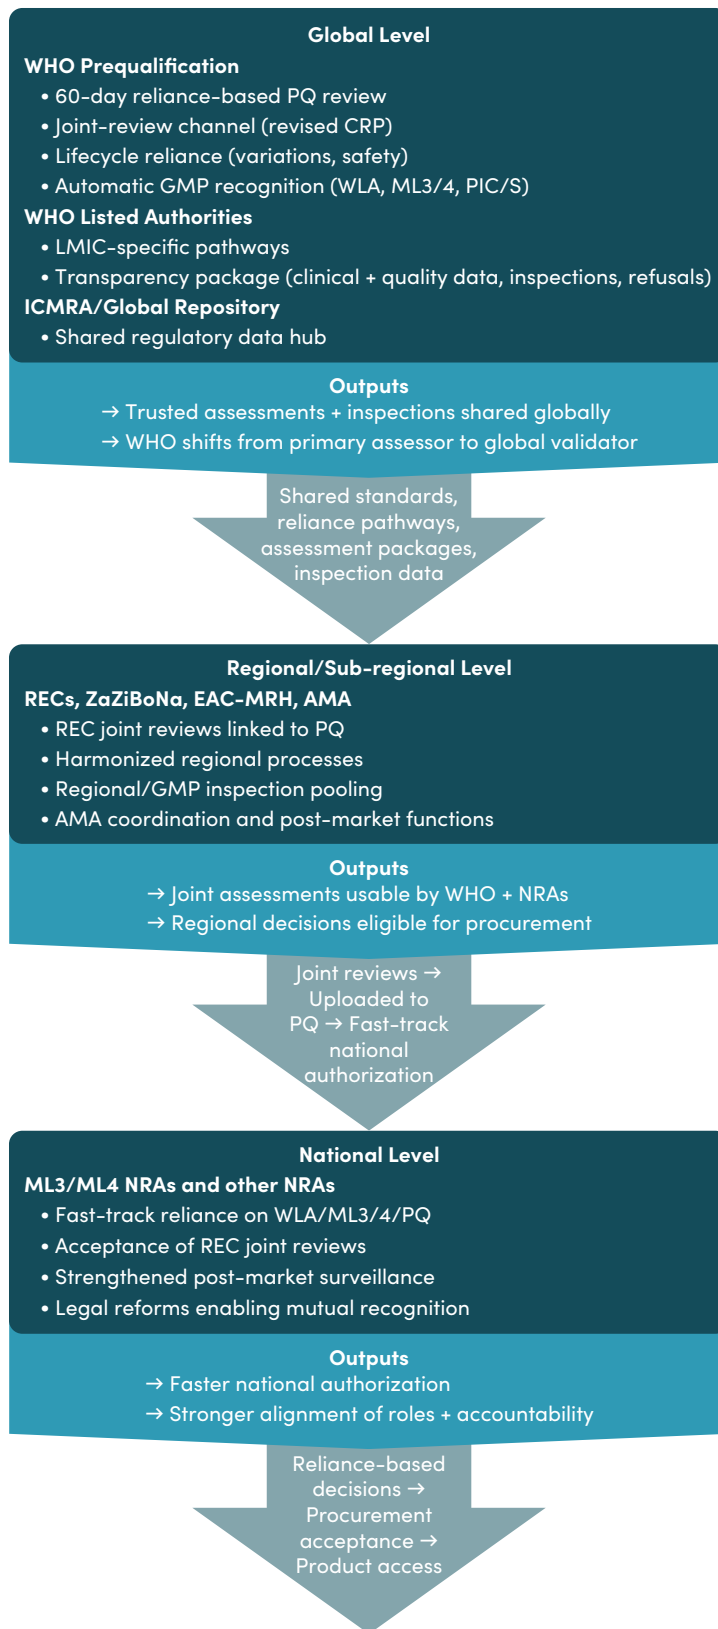 Global Level
WHO Prequalification
• 60-day reliance-based PQ review
• Joint-review channel (revised CRP)
• Lifecycle reliance (variations, safety)
• Automatic GMP recognition (WLA, ML3/4, PIC/S)
WHO Listed Authorities
• LMIC-specific pathways
• Transparency package (clinical + quality data, inspections, refusals)
ICMRA/Global Repository
• Shared regulatory data hub
Outputs
→ Trusted assessments + inspections shared globally
→ WHO shifts from primary assessor to global validator
Shared standards,
reliance pathways,
assessment packages,
inspection data
Regional/Sub-regional Level
RECs, ZaZiBoNa, EAC-MRH, AMA
• REC joint reviews linked to PQ
• Harmonized regional processes
• Regional/GMP inspection pooling
• AMA coordination and post-market functions
Outputs
→ Joint assessments usable by WHO + NRAs
→ Regional decisions eligible for procurement
Joint reviews →
Uploaded to
PQ → Fast-track
national
authorization
National Level
ML3/ML4 NRAs and other NRAs
• Fast-track reliance on WLA/ML3/4/PQ
• Acceptance of REC joint reviews
• Strengthened post-market surveillance
• Legal reforms enabling mutual recognition
Outputs
→ Faster national authorization
→ Stronger alignment of roles + accountability
Reliance-based
decisions →
Procurement
acceptance →
Product access